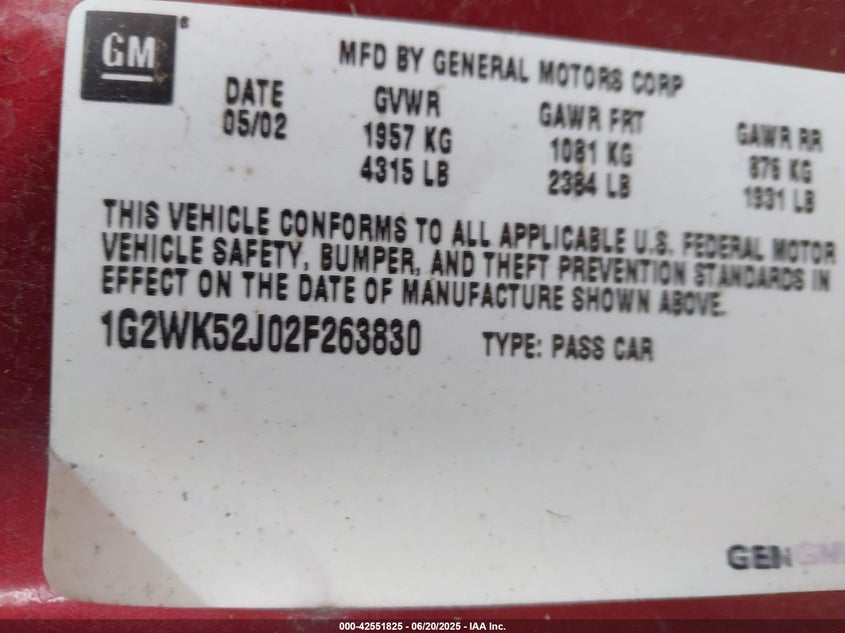 GM
MFD BY GENERAL MOTORS CORP
DATE GVWR GAWR FRT GAWR RR
05/02 1957 KG 1081 KG 876 KG
4315 LB 2384 LB 1931 LB
THIS VEHICLE CONFORMS TO ALL APPLICABLE U.S. FEDERAL MOTOR
VEHICLE SAFETY, BUMPER, AND THEFT PREVENTION STANDARDS IN
EFFECT ON THE DATE OF MANUFACTURE SHOWN ABOVE.
1G2WK52J02F263830 TYPE: PASS CAR
GEN GM
000-42551825 - 06/20/2025 - IAA Inc.